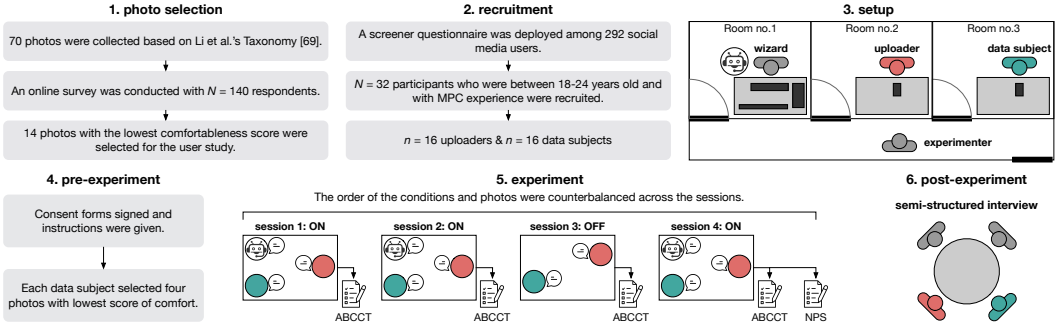 1. photo selection
70 photos were collected based on Li et al.'s Taxonomy [69].
An online survey was conducted with N = 140 respondents.
14 photos with the lowest comfortableness score were
selected for the user study.
2. recruitment
A screener questionnaire was deployed among 292 social
media users.
N = 32 participants who were between 18-24 years old and
with MPC experience were recruited.
n = 16 uploaders & n = 16 data subjects
3. setup
Room no.1
Room no.2
Room no.3
wizard
uploader
data subject
experimenter
4. pre-experiment
Consent forms signed and
instructions were given.
Each data subject selected four
photos with lowest score of comfort.
5. experiment
The order of the conditions and photos were counterbalanced across the sessions.
session 1: ON
session 2: ON
session 3: OFF
session 4: ON
ABCCT
ABCCT
ABCCT
ABCCT
NPS
6. post-experiment
semi-structured interview